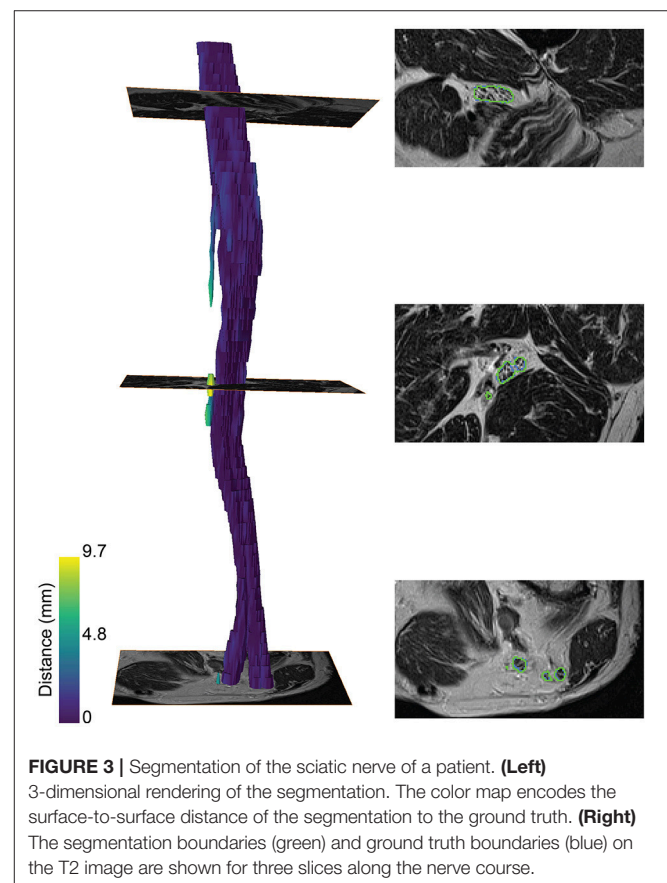 9.7
4.8
0
Distance (mm)
FIGURE 3 | Segmentation of the sciatic nerve of a patient. (Left)
3-dimensional rendering of the segmentation. The color map encodes the
surface-to-surface distance of the segmentation to the ground truth. (Right)
The segmentation boundaries (green) and ground truth boundaries (blue) on
the T2 image are shown for three slices along the nerve course.